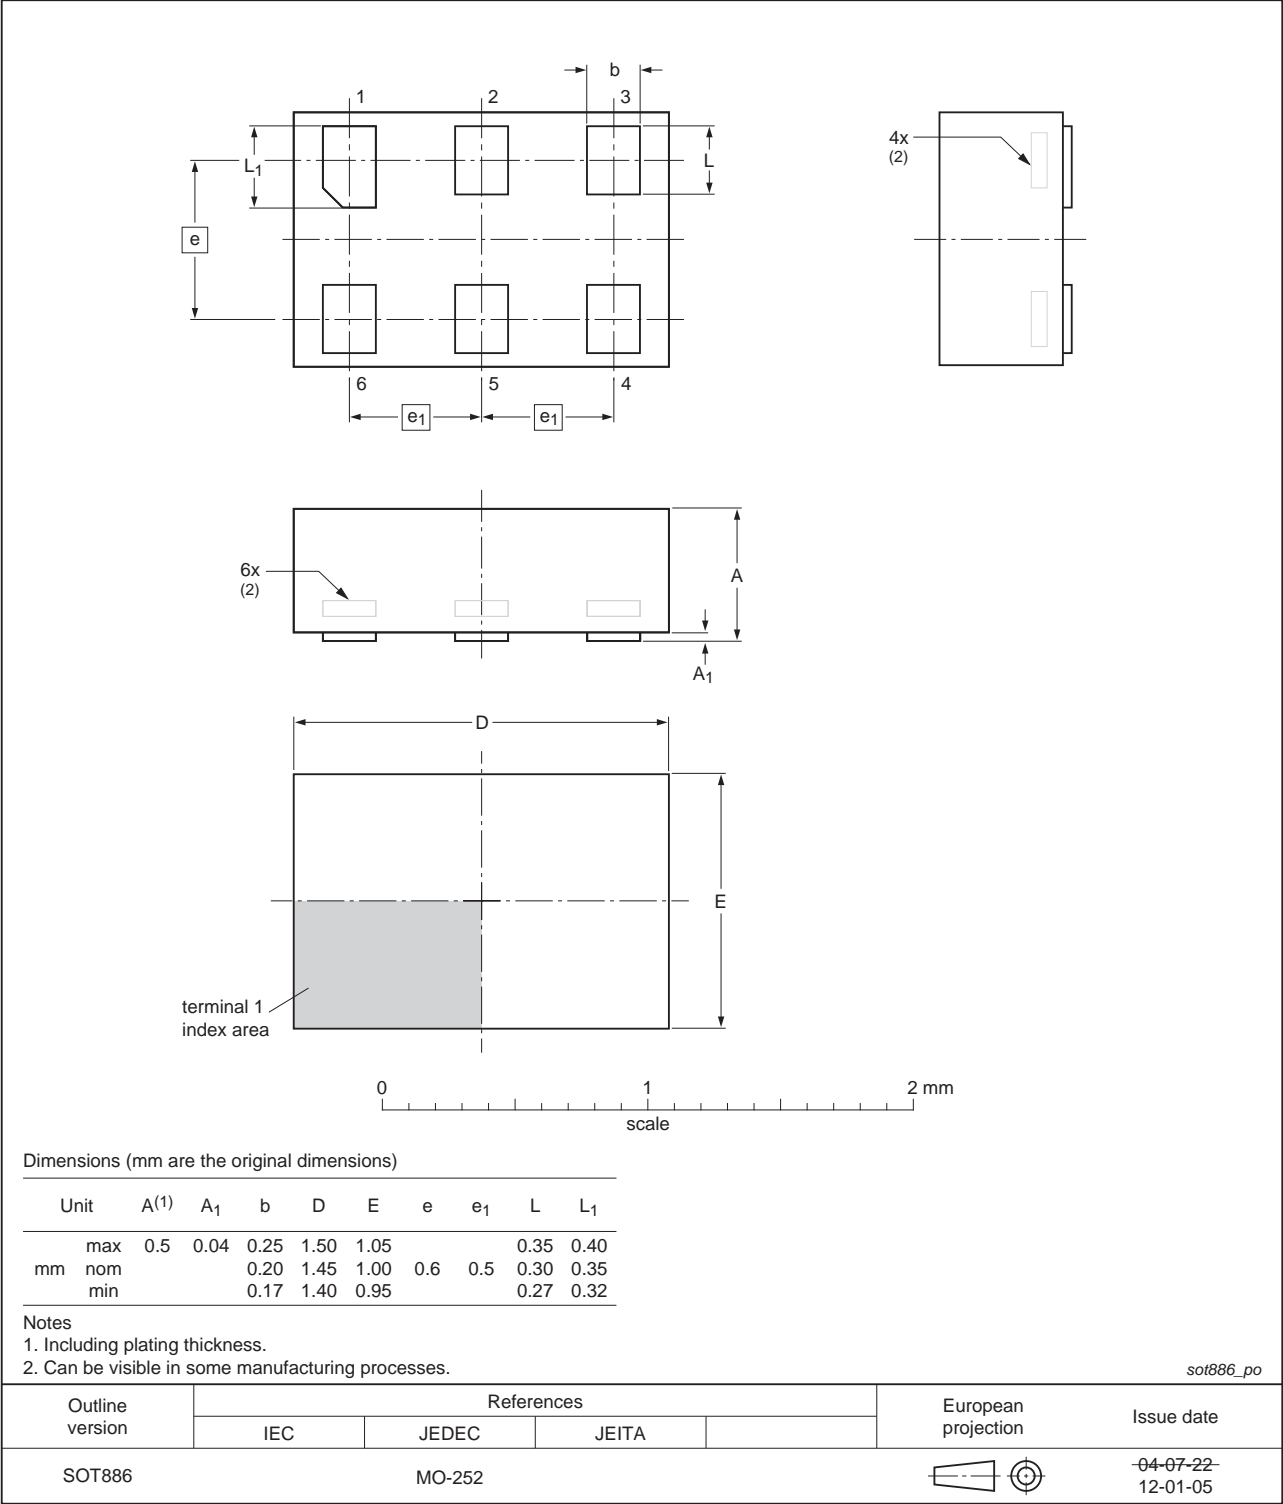 b
1 2 3
L1 L
e
6 5 4
e1 e1
4x
(2)
6x
(2)
A
A1
D
E
terminal 1
index area
0 1 2 mm
scale
Dimensions (mm are the original dimensions)
Unit A(1) A1 b D E e e1 L L1
max 0.5 0.04 0.25 1.50 1.05 0.35 0.40
mm nom 0.20 1.45 1.00 0.6 0.5 0.30 0.35
min 0.17 1.40 0.95 0.27 0.32
Notes
1. Including plating thickness.
2. Can be visible in some manufacturing processes.
sot886_po
Outline version References European projection Issue date
IEC JEDEC JEITA
SOT886 MO-252 04-07-22
12-01-05